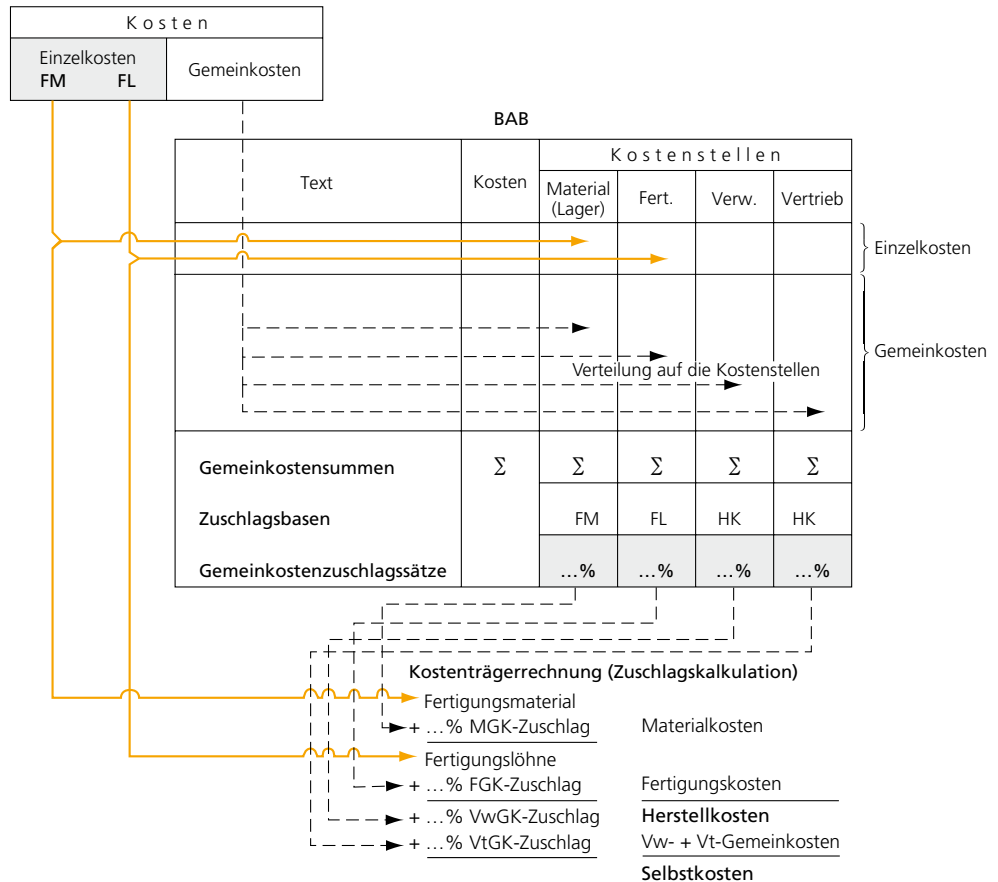 Kosten
Einzelkosten
FM FL
Gemeinkosten
BAB
Text
Kosten
Kostenstellen
Material
(Lager)
Fert.
Verw.
Vertrieb
Einzelkosten
Gemeinkosten
Verteilung auf die Kostenstellen
Gemeinkostensummen Σ Σ Σ Σ Σ
Zuschlagsbasen FM FL HK HK
Gemeinkostenzuschlagssätze …% …% …% …%
Kostenträgerrechnung (Zuschlagskalkulation)
Fertigungsmaterial
+ …% MGK-Zuschlag Materialkosten
Fertigungslöhne
+ …% FGK-Zuschlag Fertigungskosten
+ …% VwGK-Zuschlag Herstellkosten
+ …% VtGK-Zuschlag Vw- + Vt-Gemeinkosten
Selbstkosten